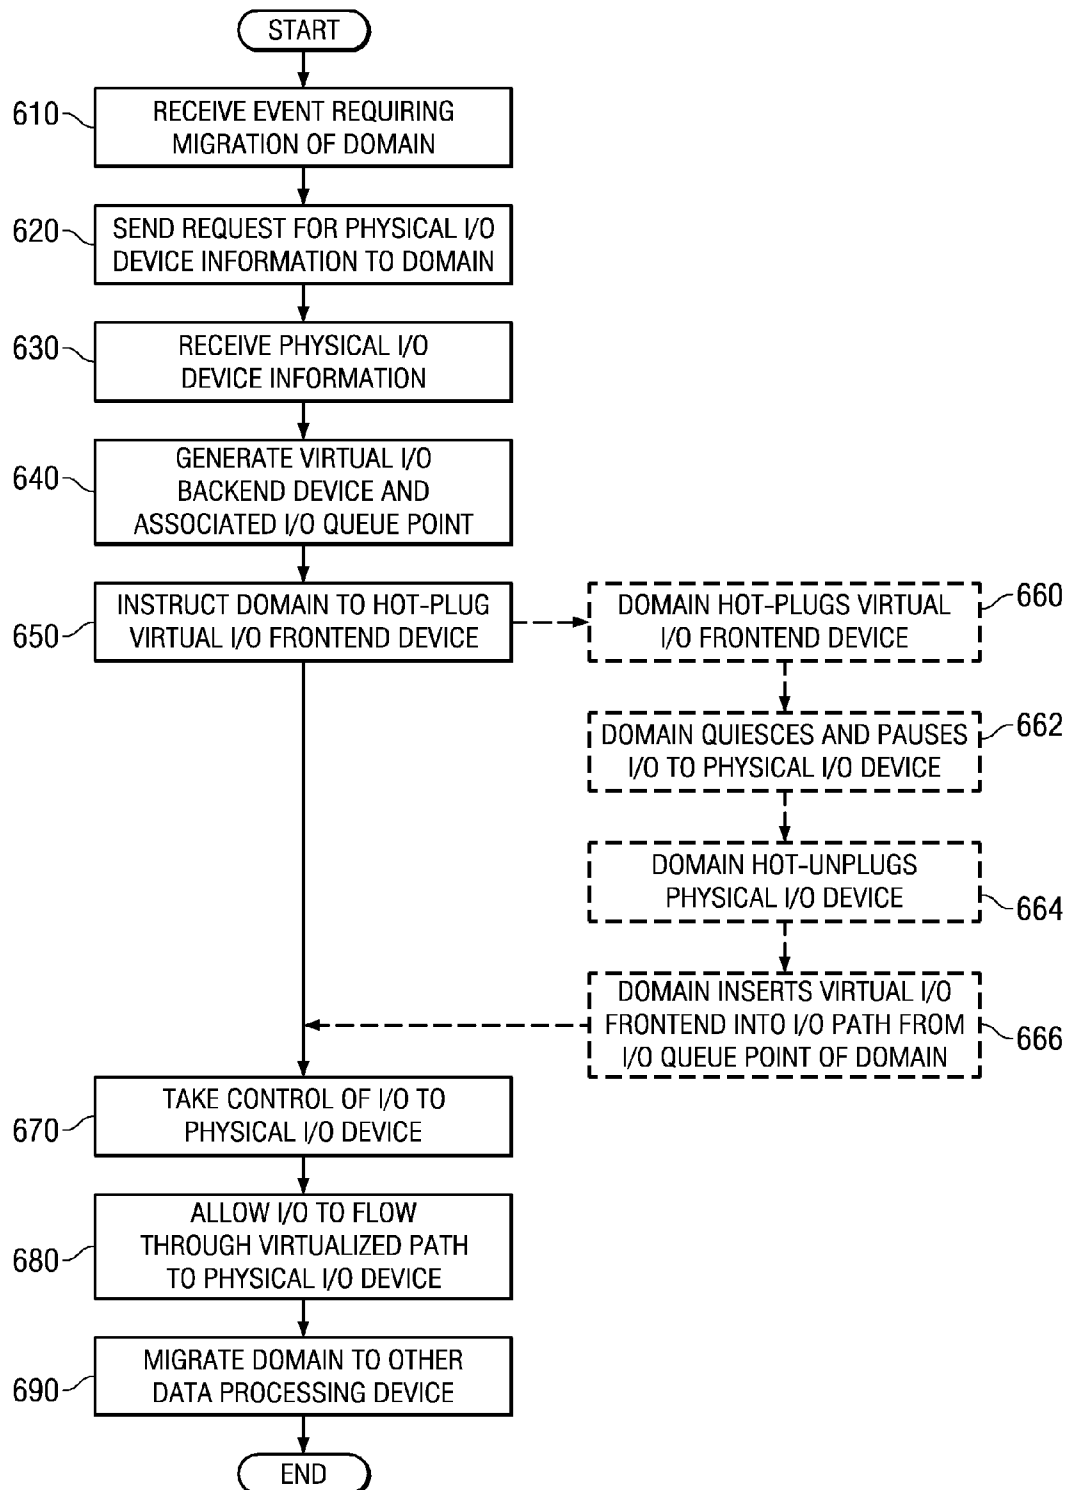 START
610
RECEIVE EVENT REQUIRING
MIGRATION OF DOMAIN
620
SEND REQUEST FOR PHYSICAL I/O
DEVICE INFORMATION TO DOMAIN
630
RECEIVE PHYSICAL I/O
DEVICE INFORMATION
640
GENERATE VIRTUAL I/O
BACKEND DEVICE AND
ASSOCIATED I/O QUEUE POINT
650
INSTRUCT DOMAIN TO HOT-PLUG
VIRTUAL I/O FRONTEND DEVICE
DOMAIN HOT-PLUGS VIRTUAL
I/O FRONTEND DEVICE
660
DOMAIN QUIESCES AND PAUSES
I/O TO PHYSICAL I/O DEVICE
662
DOMAIN HOT-UNPLUGS
PHYSICAL I/O DEVICE
664
DOMAIN INSERTS VIRTUAL I/O
FRONTEND INTO I/O PATH FROM
I/O QUEUE POINT OF DOMAIN
666
670
TAKE CONTROL OF I/O TO
PHYSICAL I/O DEVICE
680
ALLOW I/O TO FLOW
THROUGH VIRTUALIZED PATH
TO PHYSICAL I/O DEVICE
690
MIGRATE DOMAIN TO OTHER
DATA PROCESSING DEVICE
END